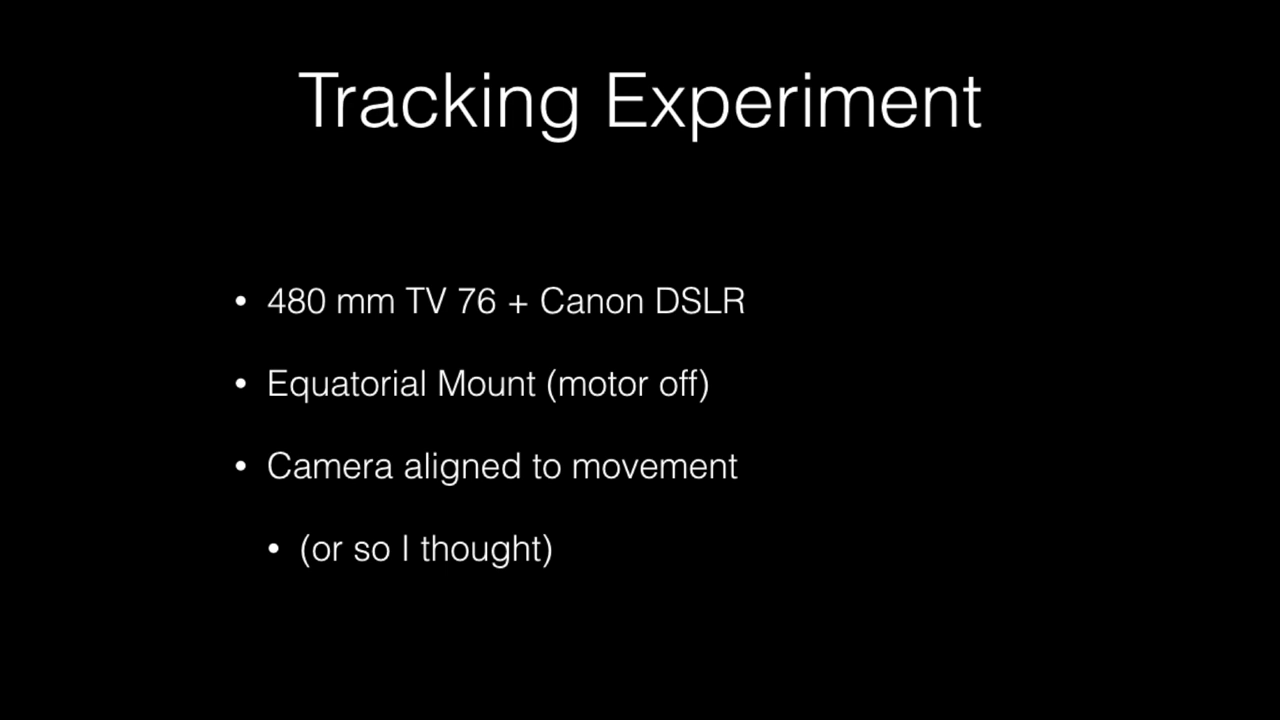 Tracking Experiment
• 480 mm TV 76 + Canon DSLR
• Equatorial Mount (motor off)
• Camera aligned to movement
• (or so I thought)